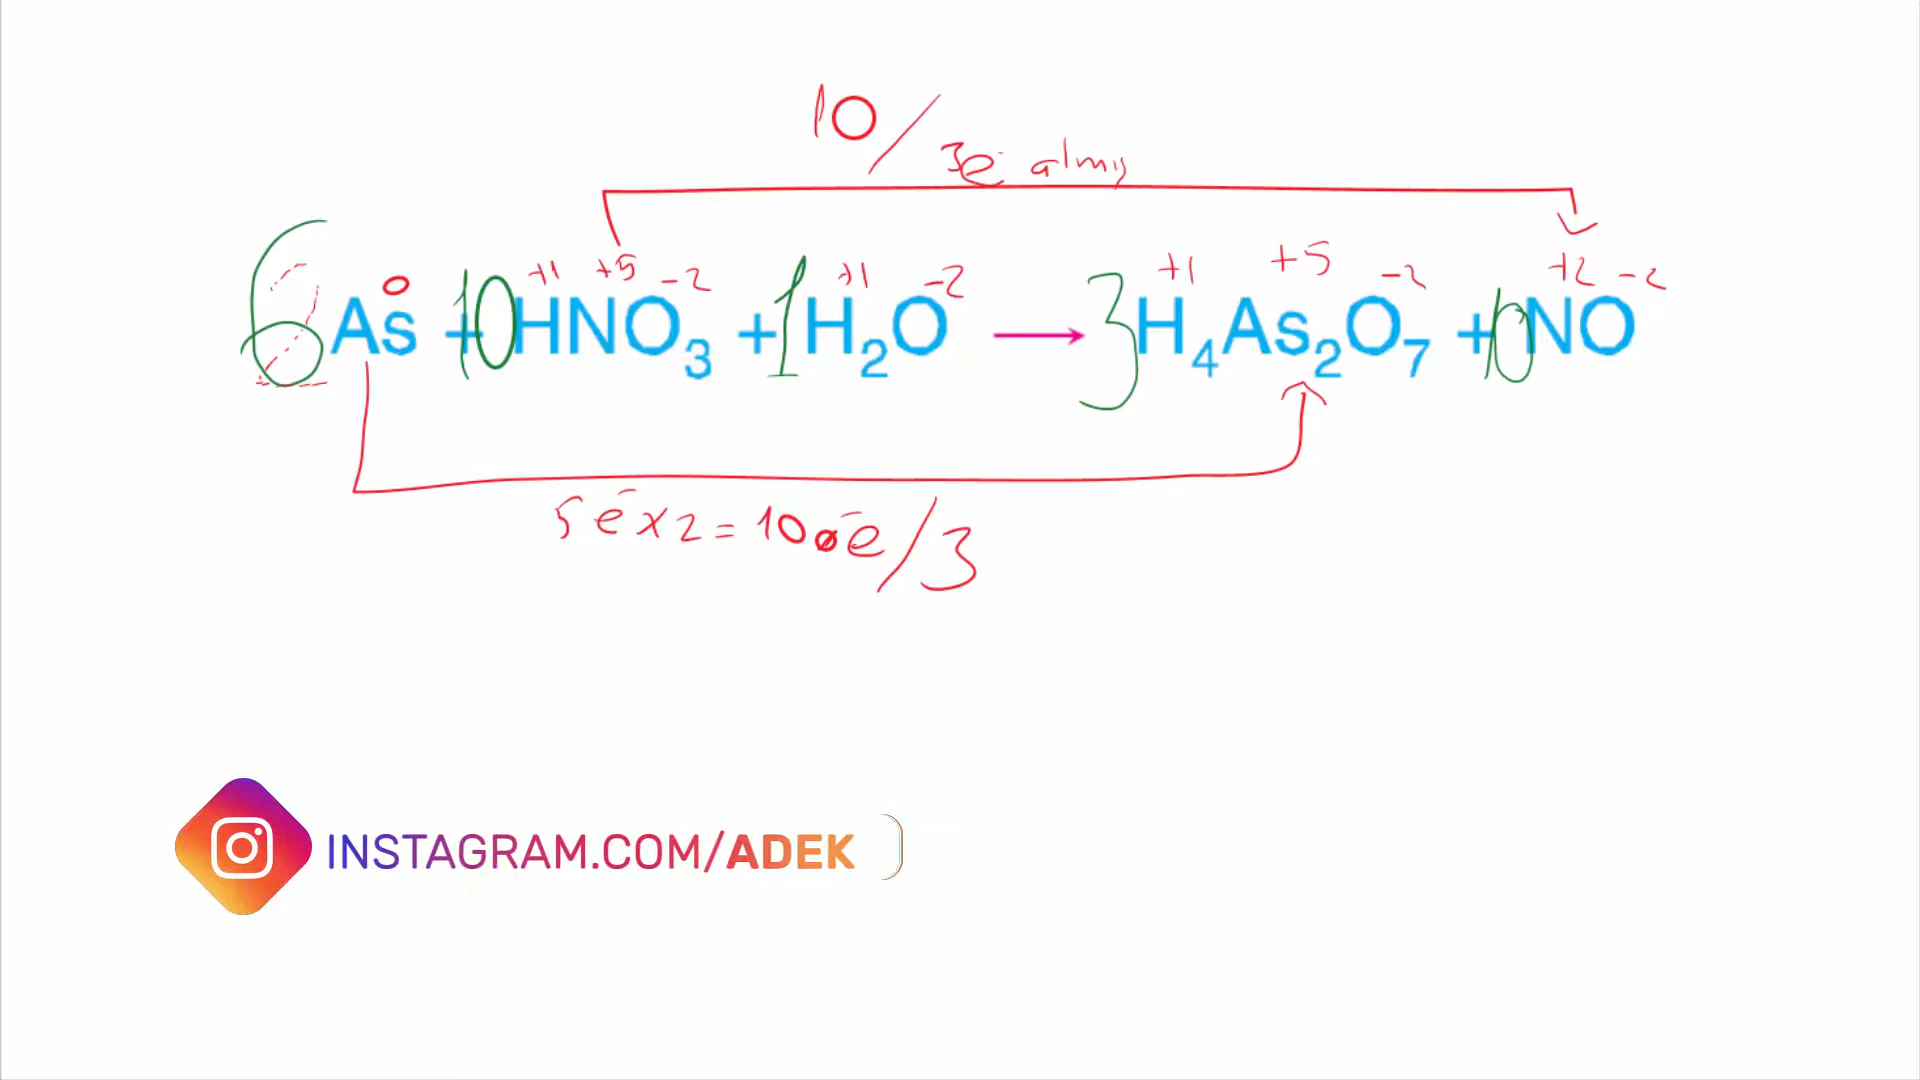 10/3e⁻ almış
+1 +5 -2 +1 -2 +1 +5 -2 +2 -2
6As⁰ + 10HNO₃ + 1H₂O → 3H₄As₂O₇ + 10NO
5e⁻x2=10e⁻/3
INSTAGRAM.COM/ADEK